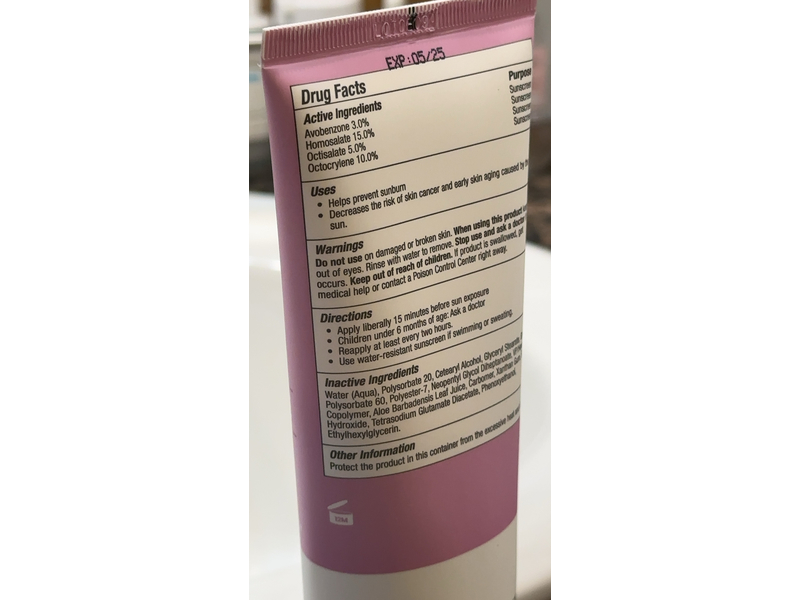 EXP:05/25
Drug Facts
Active Ingredients Purpose
Avobenzone 3.0%
Homosalate 15.0%
Octisalate 5.0%
Octocrylene 10.0%
Uses
• Helps prevent sunburn
• Decreases the risk of skin cancer and early skin aging caused by
sun.
Warnings
Do not use on damaged or broken skin. When using this product
out of eyes. Rinse with water to remove. Stop use and ask a doctor
occurs. Keep out of reach of children. If product is swallowed, get
medical help or contact a Poison Control Center right away.
Directions
• Apply liberally 15 minutes before sun exposure
• Children under 6 months of age: Ask a doctor
• Reapply at least every two hours.
• Use water-resistant sunscreen if swimming or sweating.
Inactive Ingredients
Water (Aqua), Polysorbate 20, Cetearyl Alcohol, Glyceryl Stearate,
Polysorbate 60, Polyester-7, Neopentyl Glycol Diheptanoate,
Copolymer, Aloe Barbadensis Leaf Juice, Carbomer, Xanthan
Hydroxide, Tetrasodium Glutamate Diacetate, Phenoxyethanol,
Ethylhexylglycerin.
Other Information
Protect the product in this container from the excessive heat
12M